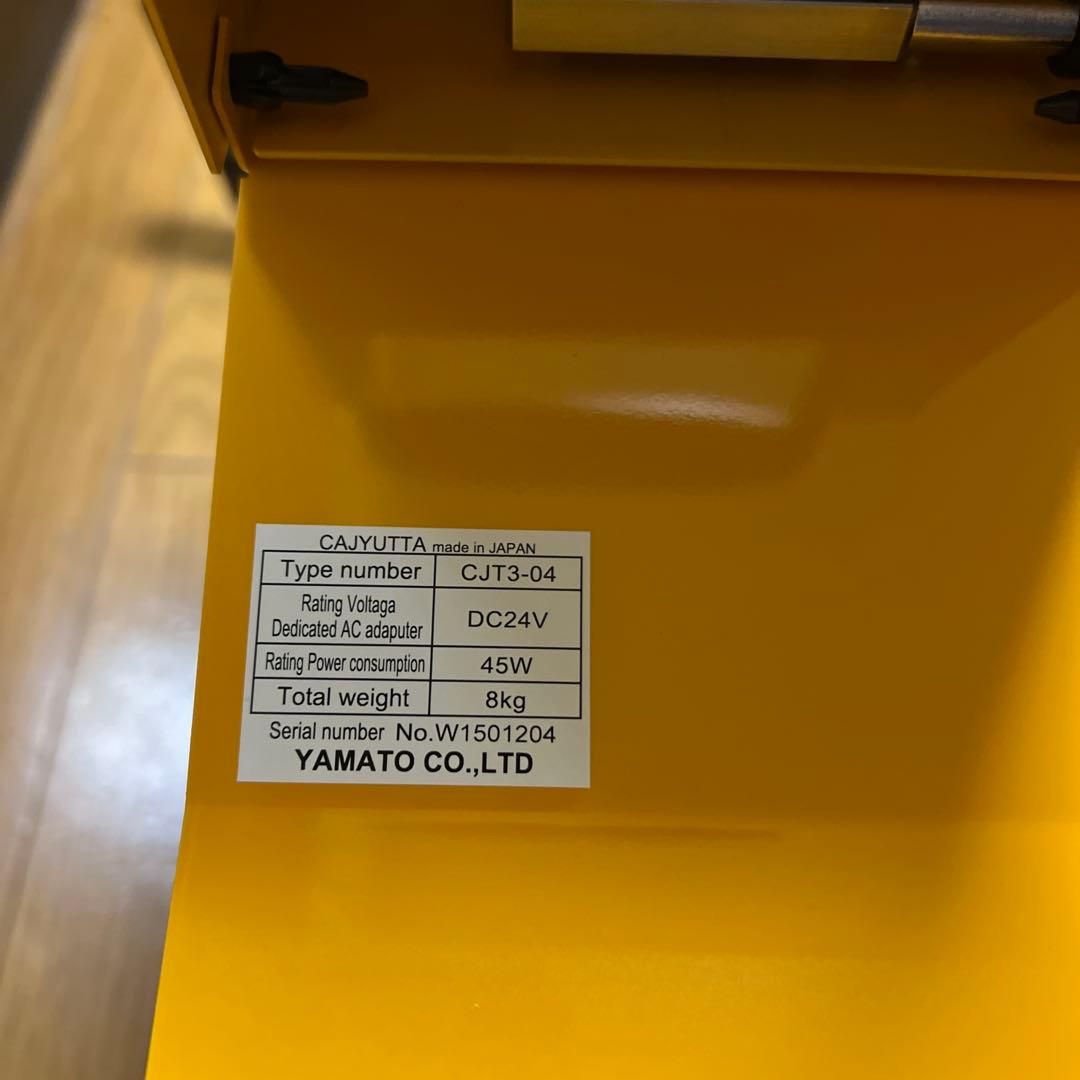 CAJYUTTA made in JAPAN
Type number CJT3-04
Rating Voltaga
Dedicated AC adaputer DC24V
Rating Power consumption 45W
Total weight 8kg
Serial number No.W1501204
YAMATO CO.,LTD